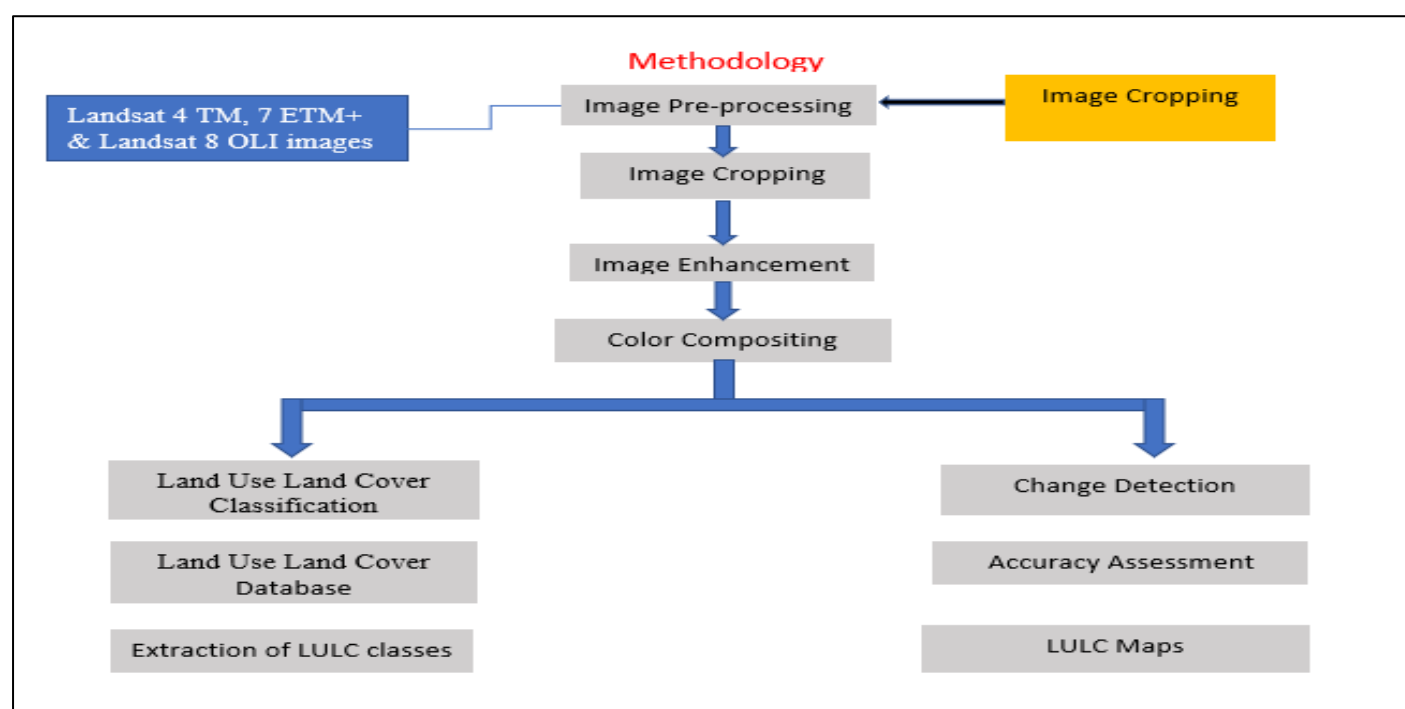 Methodology
Landsat 4 TM, 7 ETM+
& Landsat 8 OLI images
Image Pre-processing
Image Cropping
Image Cropping
Image Enhancement
Color Compositing
Land Use Land Cover
Classification
Land Use Land Cover
Database
Extraction of LULC classes
Change Detection
Accuracy Assessment
LULC Maps